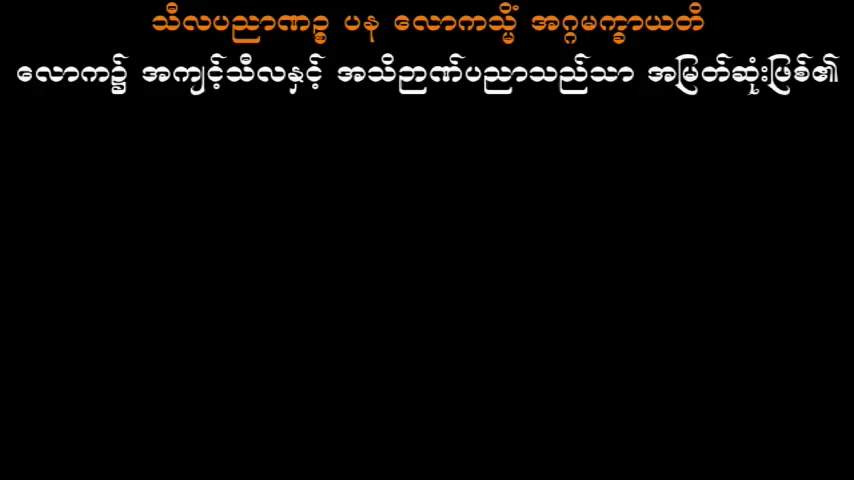 သီလပညာဏဉ္စ ပန လောကသ္မိံ အဂ္ဂမက္ခာယတိ
လောက၌ အကျင့်သီလနှင့် အသိဉာဏ်ပညာသည်သာ အမြတ်ဆုံးဖြစ်၏